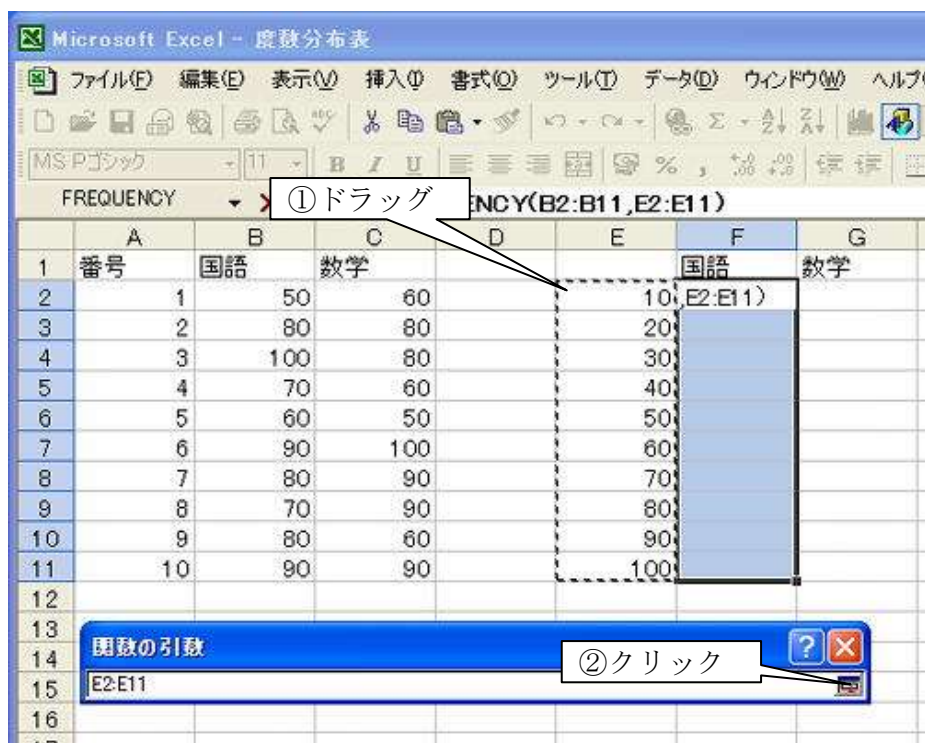 Microsoft Excel - 度数分布表
ファイル(F) 編集(E) 表示(V) 挿入(I) 書式(O) ツール(T) データ(D) ウィンドウ(W) ヘルプ(
MS Pゴシック 11 B I U
FREQUENCY ①ドラッグ ENCY(B2:B11,E2:E11)
A B C D E F G
1 番号 国語 数学 国語 数学
2 1 50 60 10 ,E2:E11)
3 2 80 80 20
4 3 100 80 30
5 4 70 60 40
6 5 60 50 50
7 6 90 100 60
8 7 80 90 70
9 8 70 90 80
10 9 80 60 90
11 10 90 90 100
12
13
関数の引数
14 ②クリック
15 E2:E11
16